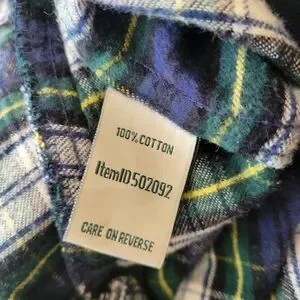 100% COTTON
ItemID502092
CARE ON REVERSE